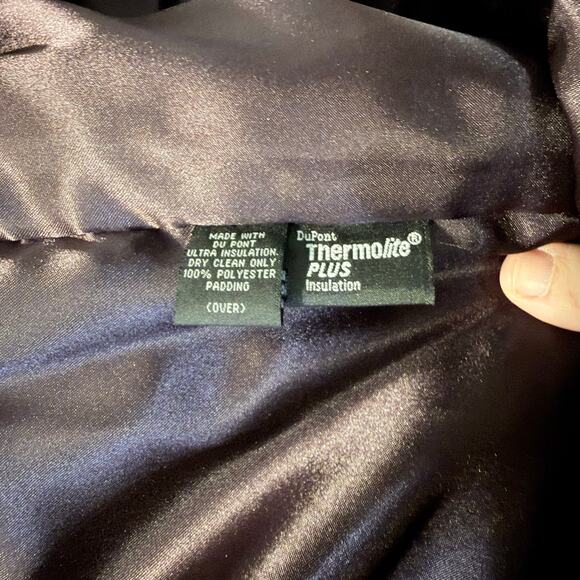 MADE WITH
DU PONT
ULTRA INSULATION.
DRY CLEAN ONLY
100% POLYESTER
PADDING
(OVER)
DuPont
Thermolite®
PLUS
Insulation